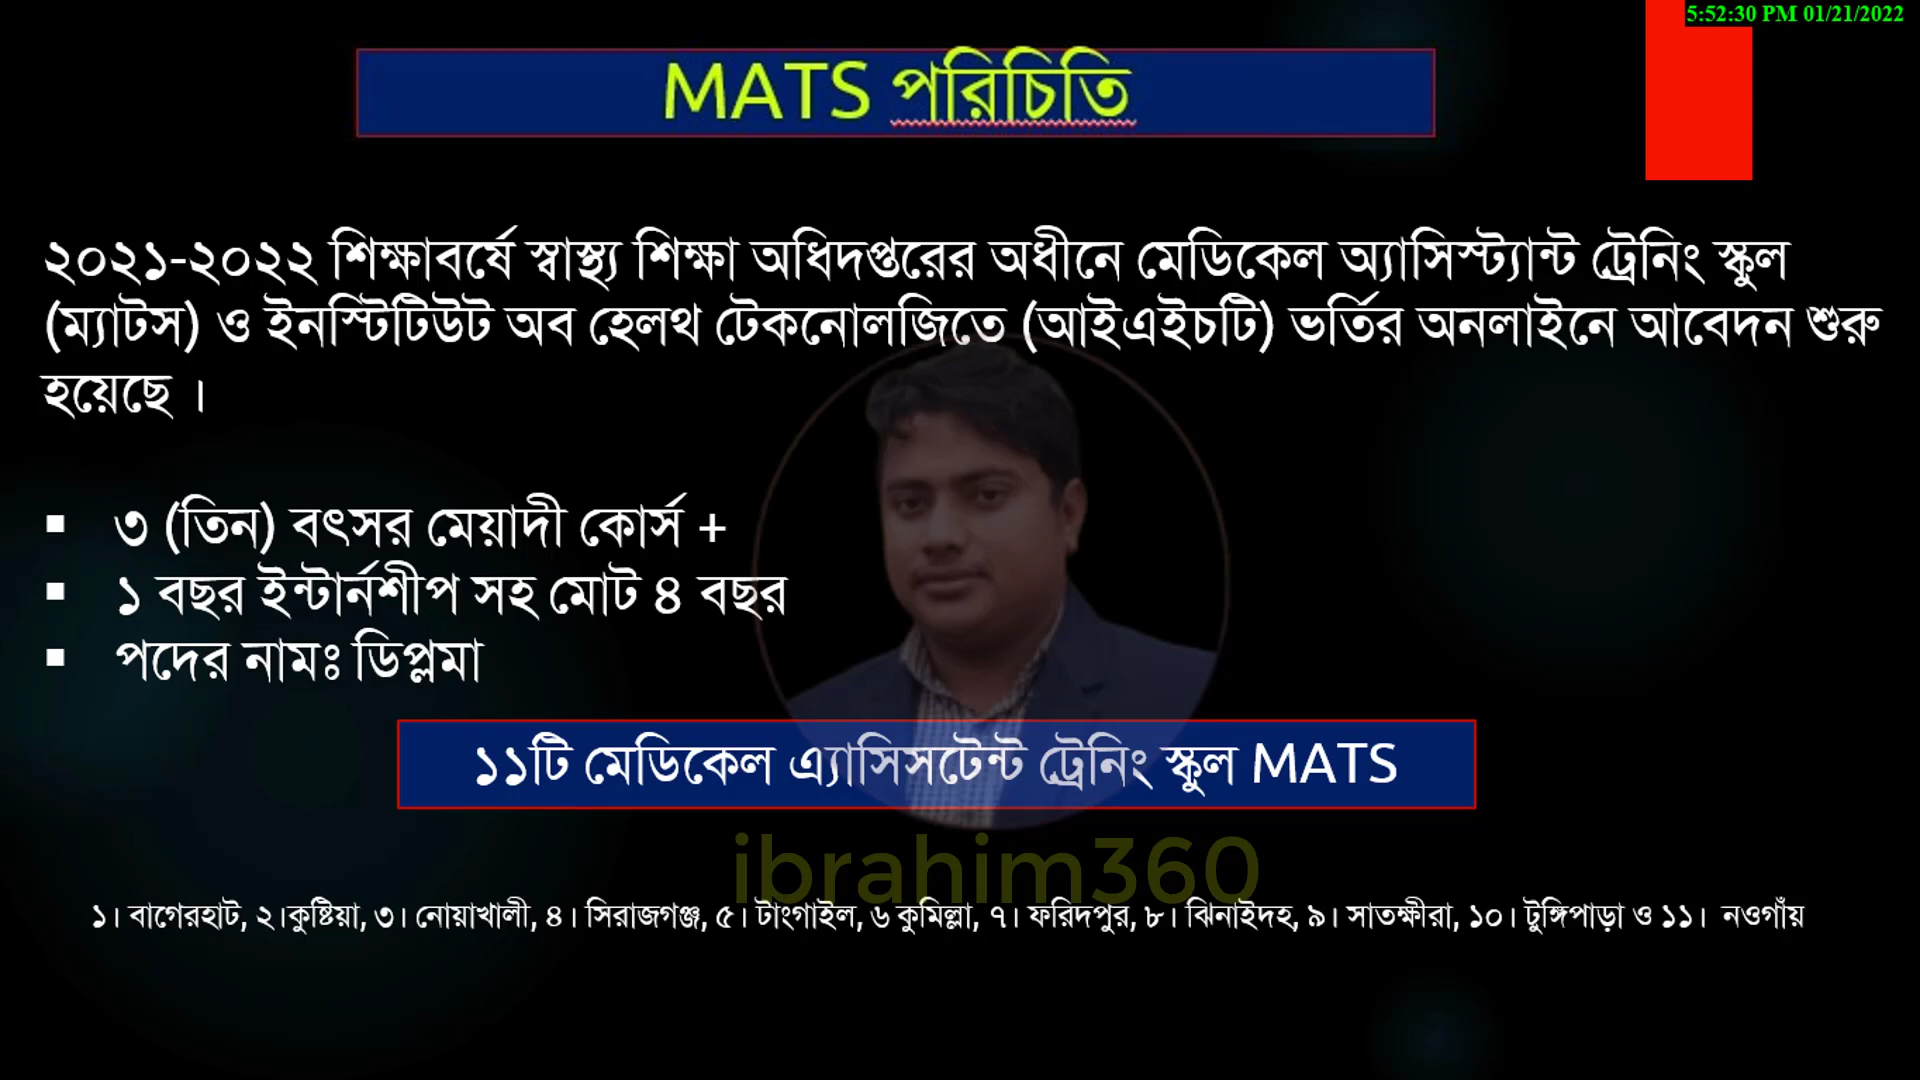 5:52:30 PM 01/21/2022
MATS পরিচিতি
২০২১-২০২২ শিক্ষাবর্ষে স্বাস্থ্য শিক্ষা অধিদপ্তরের অধীনে মেডিকেল অ্যাসিস্ট্যান্ট ট্রেনিং স্কুল
(ম্যাটস) ও ইনস্টিটিউট অব হেলথ টেকনোলজিতে (আইএইচটি) ভর্তির অনলাইনে আবেদন শুরু
হয়েছে ।
▪ ৩ (তিন) বৎসর মেয়াদী কোর্স +
▪ ১ বছর ইন্টার্নশীপ সহ মোট ৪ বছর
▪ পদের নামঃ ডিপ্লমা
১১টি মেডিকেল এ্যাসিসটেন্ট ট্রেনিং স্কুল MATS
ibrahim360
১। বাগেরহাট, ২।কুষ্টিয়া, ৩। নোয়াখালী, ৪। সিরাজগঞ্জ, ৫। টাংগাইল, ৬ কুমিল্লা, ৭। ফরিদপুর, ৮। ঝিনাইদহ, ৯। সাতক্ষীরা, ১০। টুঙ্গিপাড়া ও ১১। নওগাঁয়